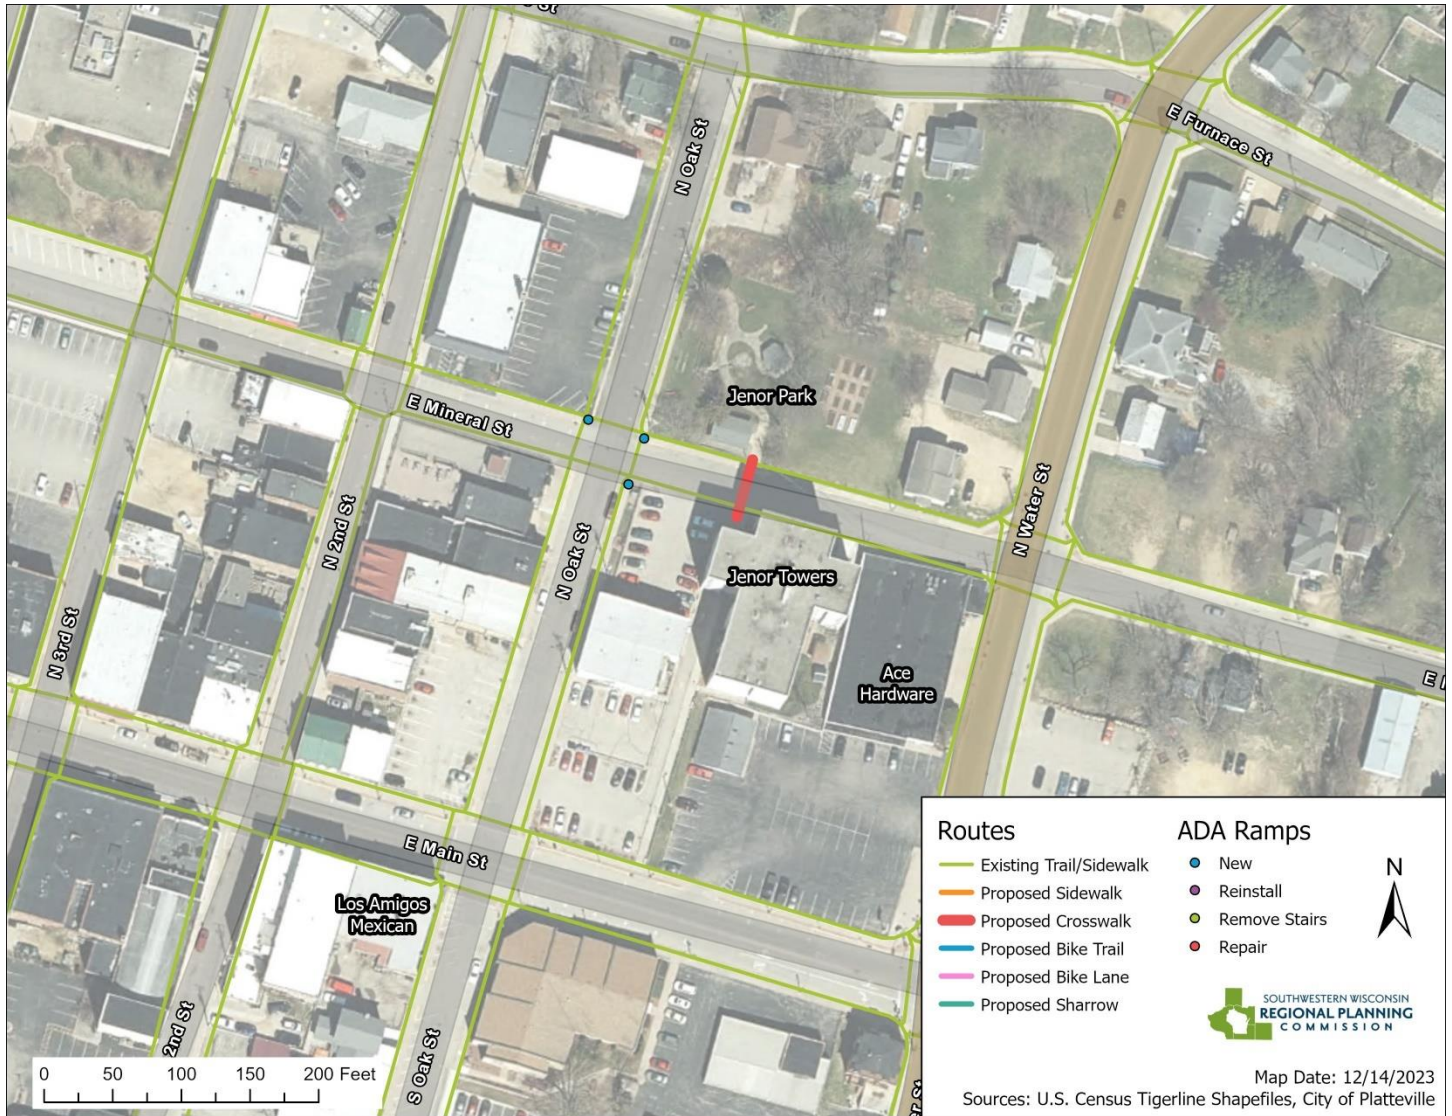 E Furnace St
N Oak St
Jenor Park
E Mineral St
N 2nd St
N Oak St
N Water St
Jenor Towers
N 3rd St
Ace
Hardware
E Main St
Los Amigos
Mexican
2nd St
S Oak St
0 50 100 150 200 Feet
Routes
Existing Trail/Sidewalk
Proposed Sidewalk
Proposed Crosswalk
Proposed Bike Trail
Proposed Bike Lane
Proposed Sharrow
ADA Ramps
New
Reinstall
Remove Stairs
Repair
N
SOUTHWESTERN WISCONSIN
REGIONAL PLANNING
COMMISSION
Map Date: 12/14/2023
Sources: U.S. Census Tigerline Shapefiles, City of Platteville